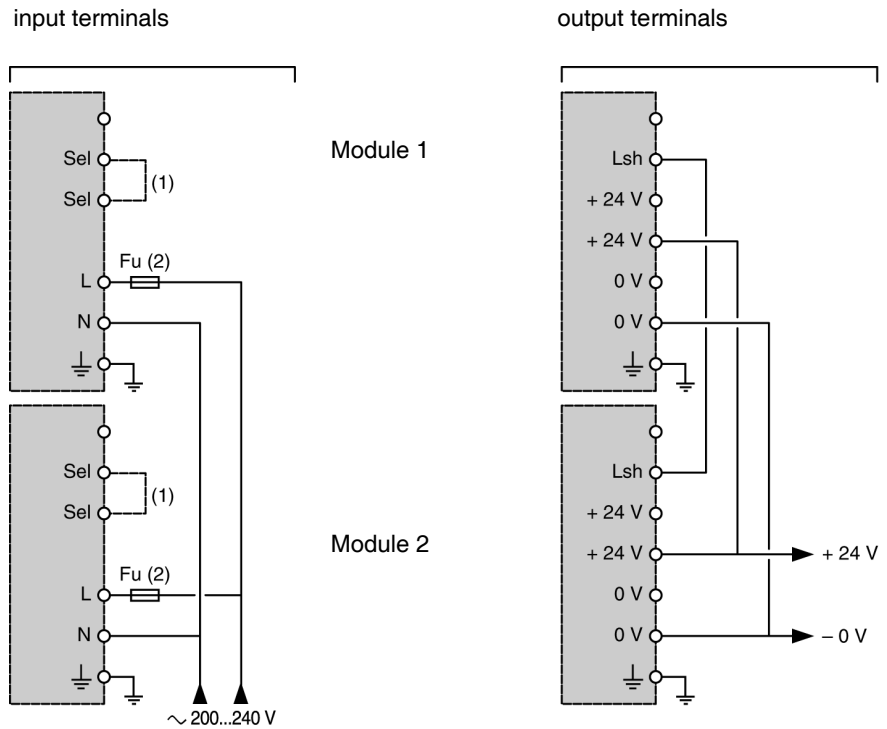 input terminals
output terminals
Module 1
Sel
(1)
Sel
Fu (2)
L
N
Lsh
+ 24 V
+ 24 V
0 V
0 V
Module 2
Sel
(1)
Sel
Fu (2)
L
N
∼ 200...240 V
Lsh
+ 24 V
+ 24 V
+ 24 V
0 V
0 V
– 0 V